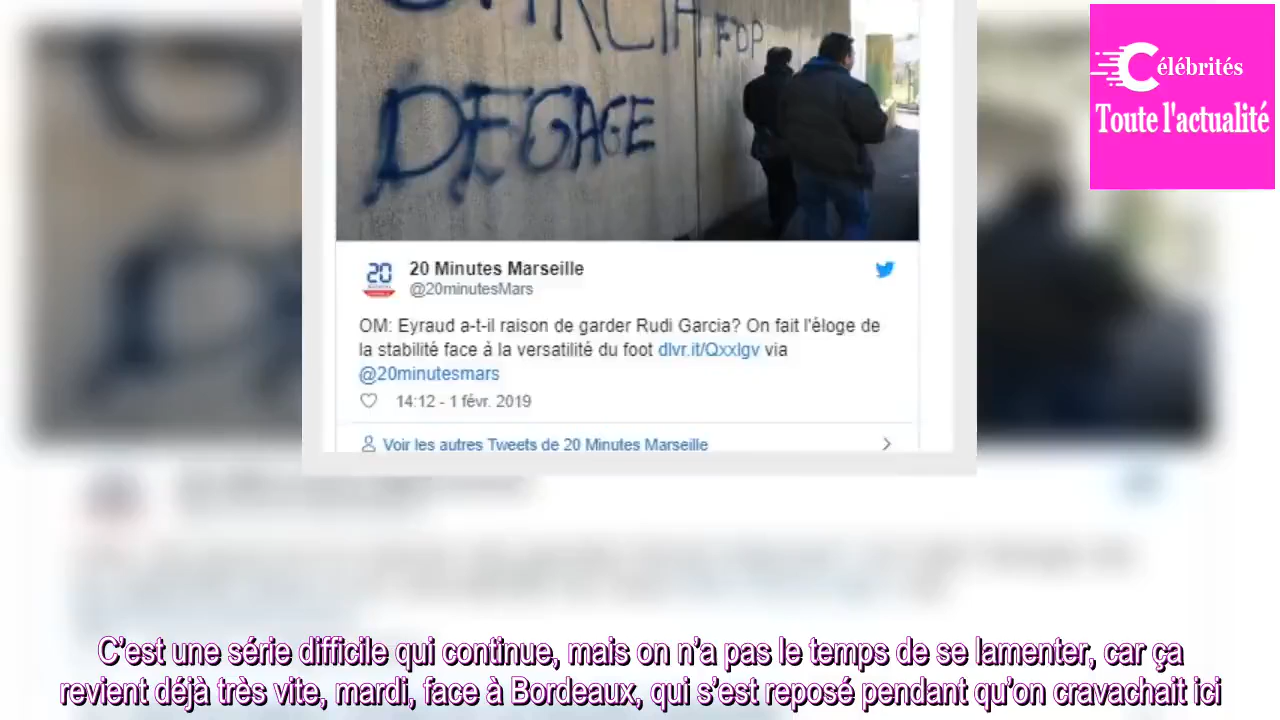 GARCIA FDP
DEGAGE
Célébrités
Toute l'actualité
20 Minutes Marseille
@20minutesMars
OM: Eyraud a-t-il raison de garder Rudi Garcia? On fait l'éloge de
la stabilité face à la versatilité du foot dlvr.it/QxxIgv via
@20minutesmars
14:12 - 1 févr. 2019
Voir les autres Tweets de 20 Minutes Marseille
C'est une série difficile qui continue, mais on n'a pas le temps de se lamenter, car ça
revient déjà très vite, mardi, face à Bordeaux, qui s'est reposé pendant qu'on cravachait ici